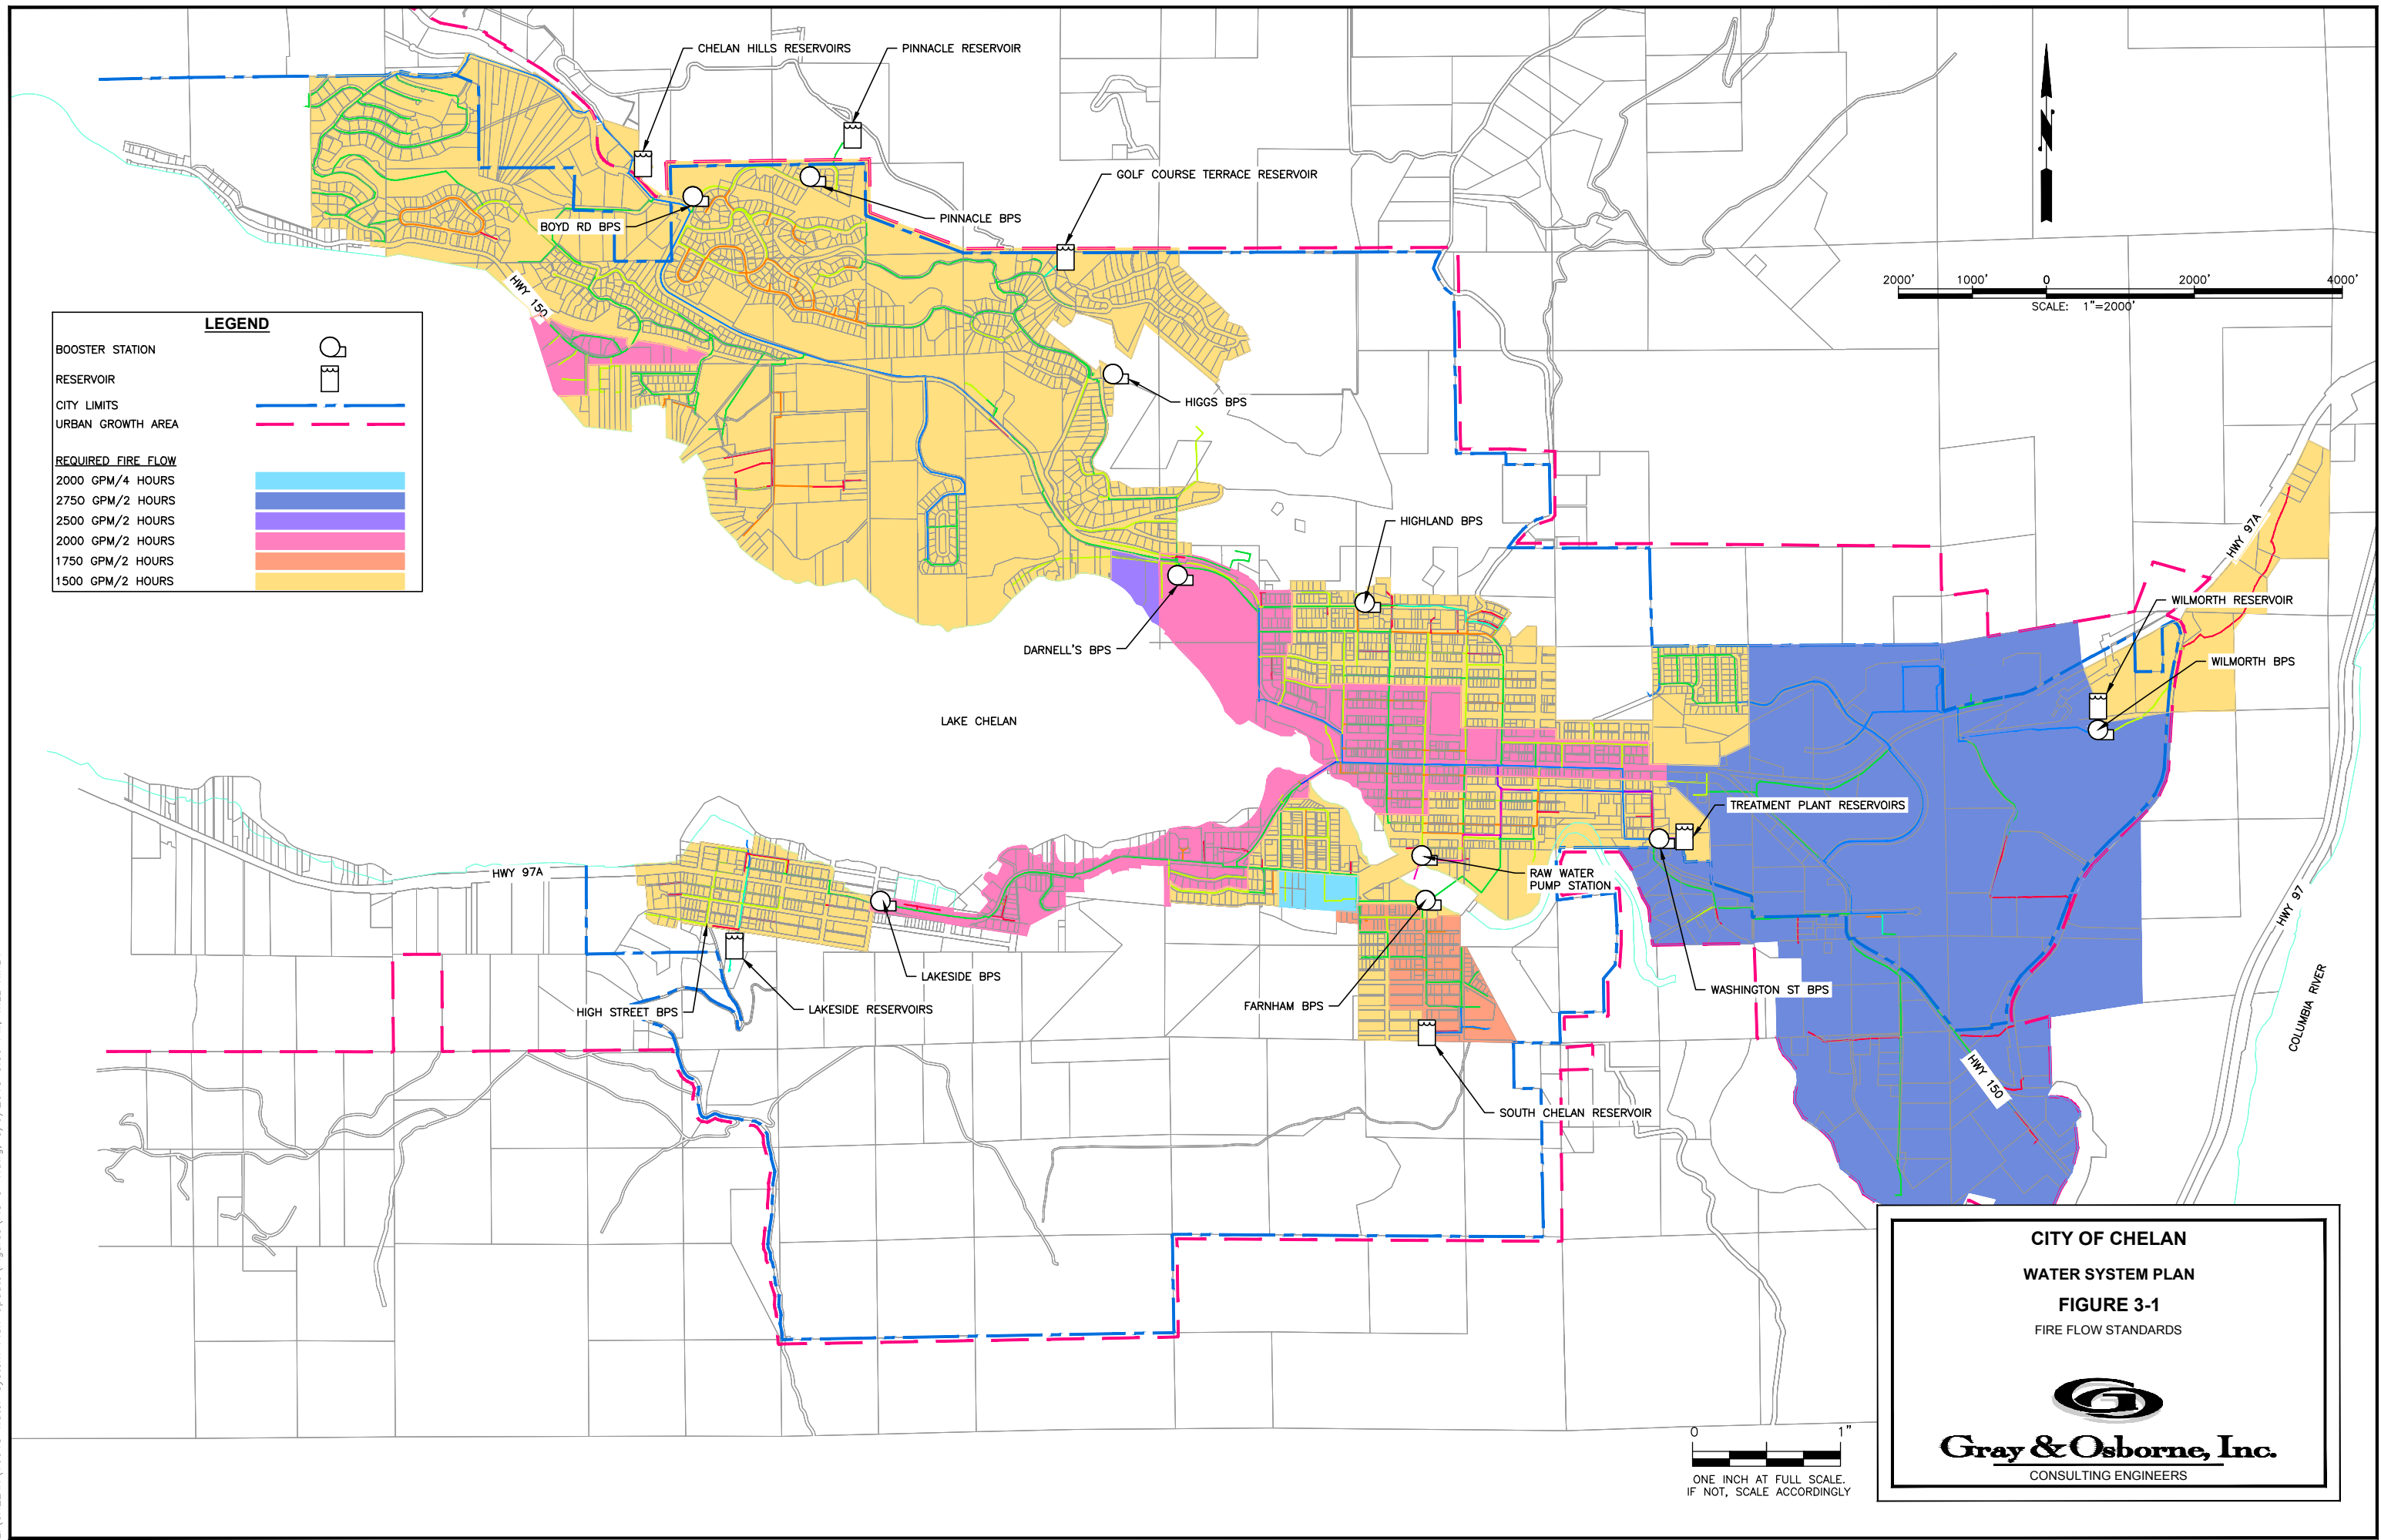 CHELAN HILLS RESERVOIRS
PINNACLE RESERVOIR
GOLF COURSE TERRACE RESERVOIR
PINNACLE BPS
BOYD RD BPS
HWY 150
N
2000' 1000' 0 2000' 4000'
SCALE: 1"=2000'
LEGEND
BOOSTER STATION
RESERVOIR
CITY LIMITS
URBAN GROWTH AREA
REQUIRED FIRE FLOW
2000 GPM/4 HOURS
2750 GPM/2 HOURS
2500 GPM/2 HOURS
2000 GPM/2 HOURS
1750 GPM/2 HOURS
1500 GPM/2 HOURS
HIGGS BPS
HIGHLAND BPS
HWY 97A
WILMORTH RESERVOIR
DARNELL'S BPS
WILMORTH BPS
LAKE CHELAN
TREATMENT PLANT RESERVOIRS
HWY 97A
RAW WATER
PUMP STATION
HWY 97
LAKESIDE BPS
WASHINGTON ST BPS
HIGH STREET BPS
LAKESIDE RESERVOIRS
FARNHAM BPS
COLUMBIA RIVER
HWY 150
SOUTH CHELAN RESERVOIR
CITY OF CHELAN
WATER SYSTEM PLAN
FIGURE 3-1
FIRE FLOW STANDARDS
Gray & Osborne, Inc.
CONSULTING ENGINEERS
0 1"
ONE INCH AT FULL SCALE.
IF NOT, SCALE ACCORDINGLY